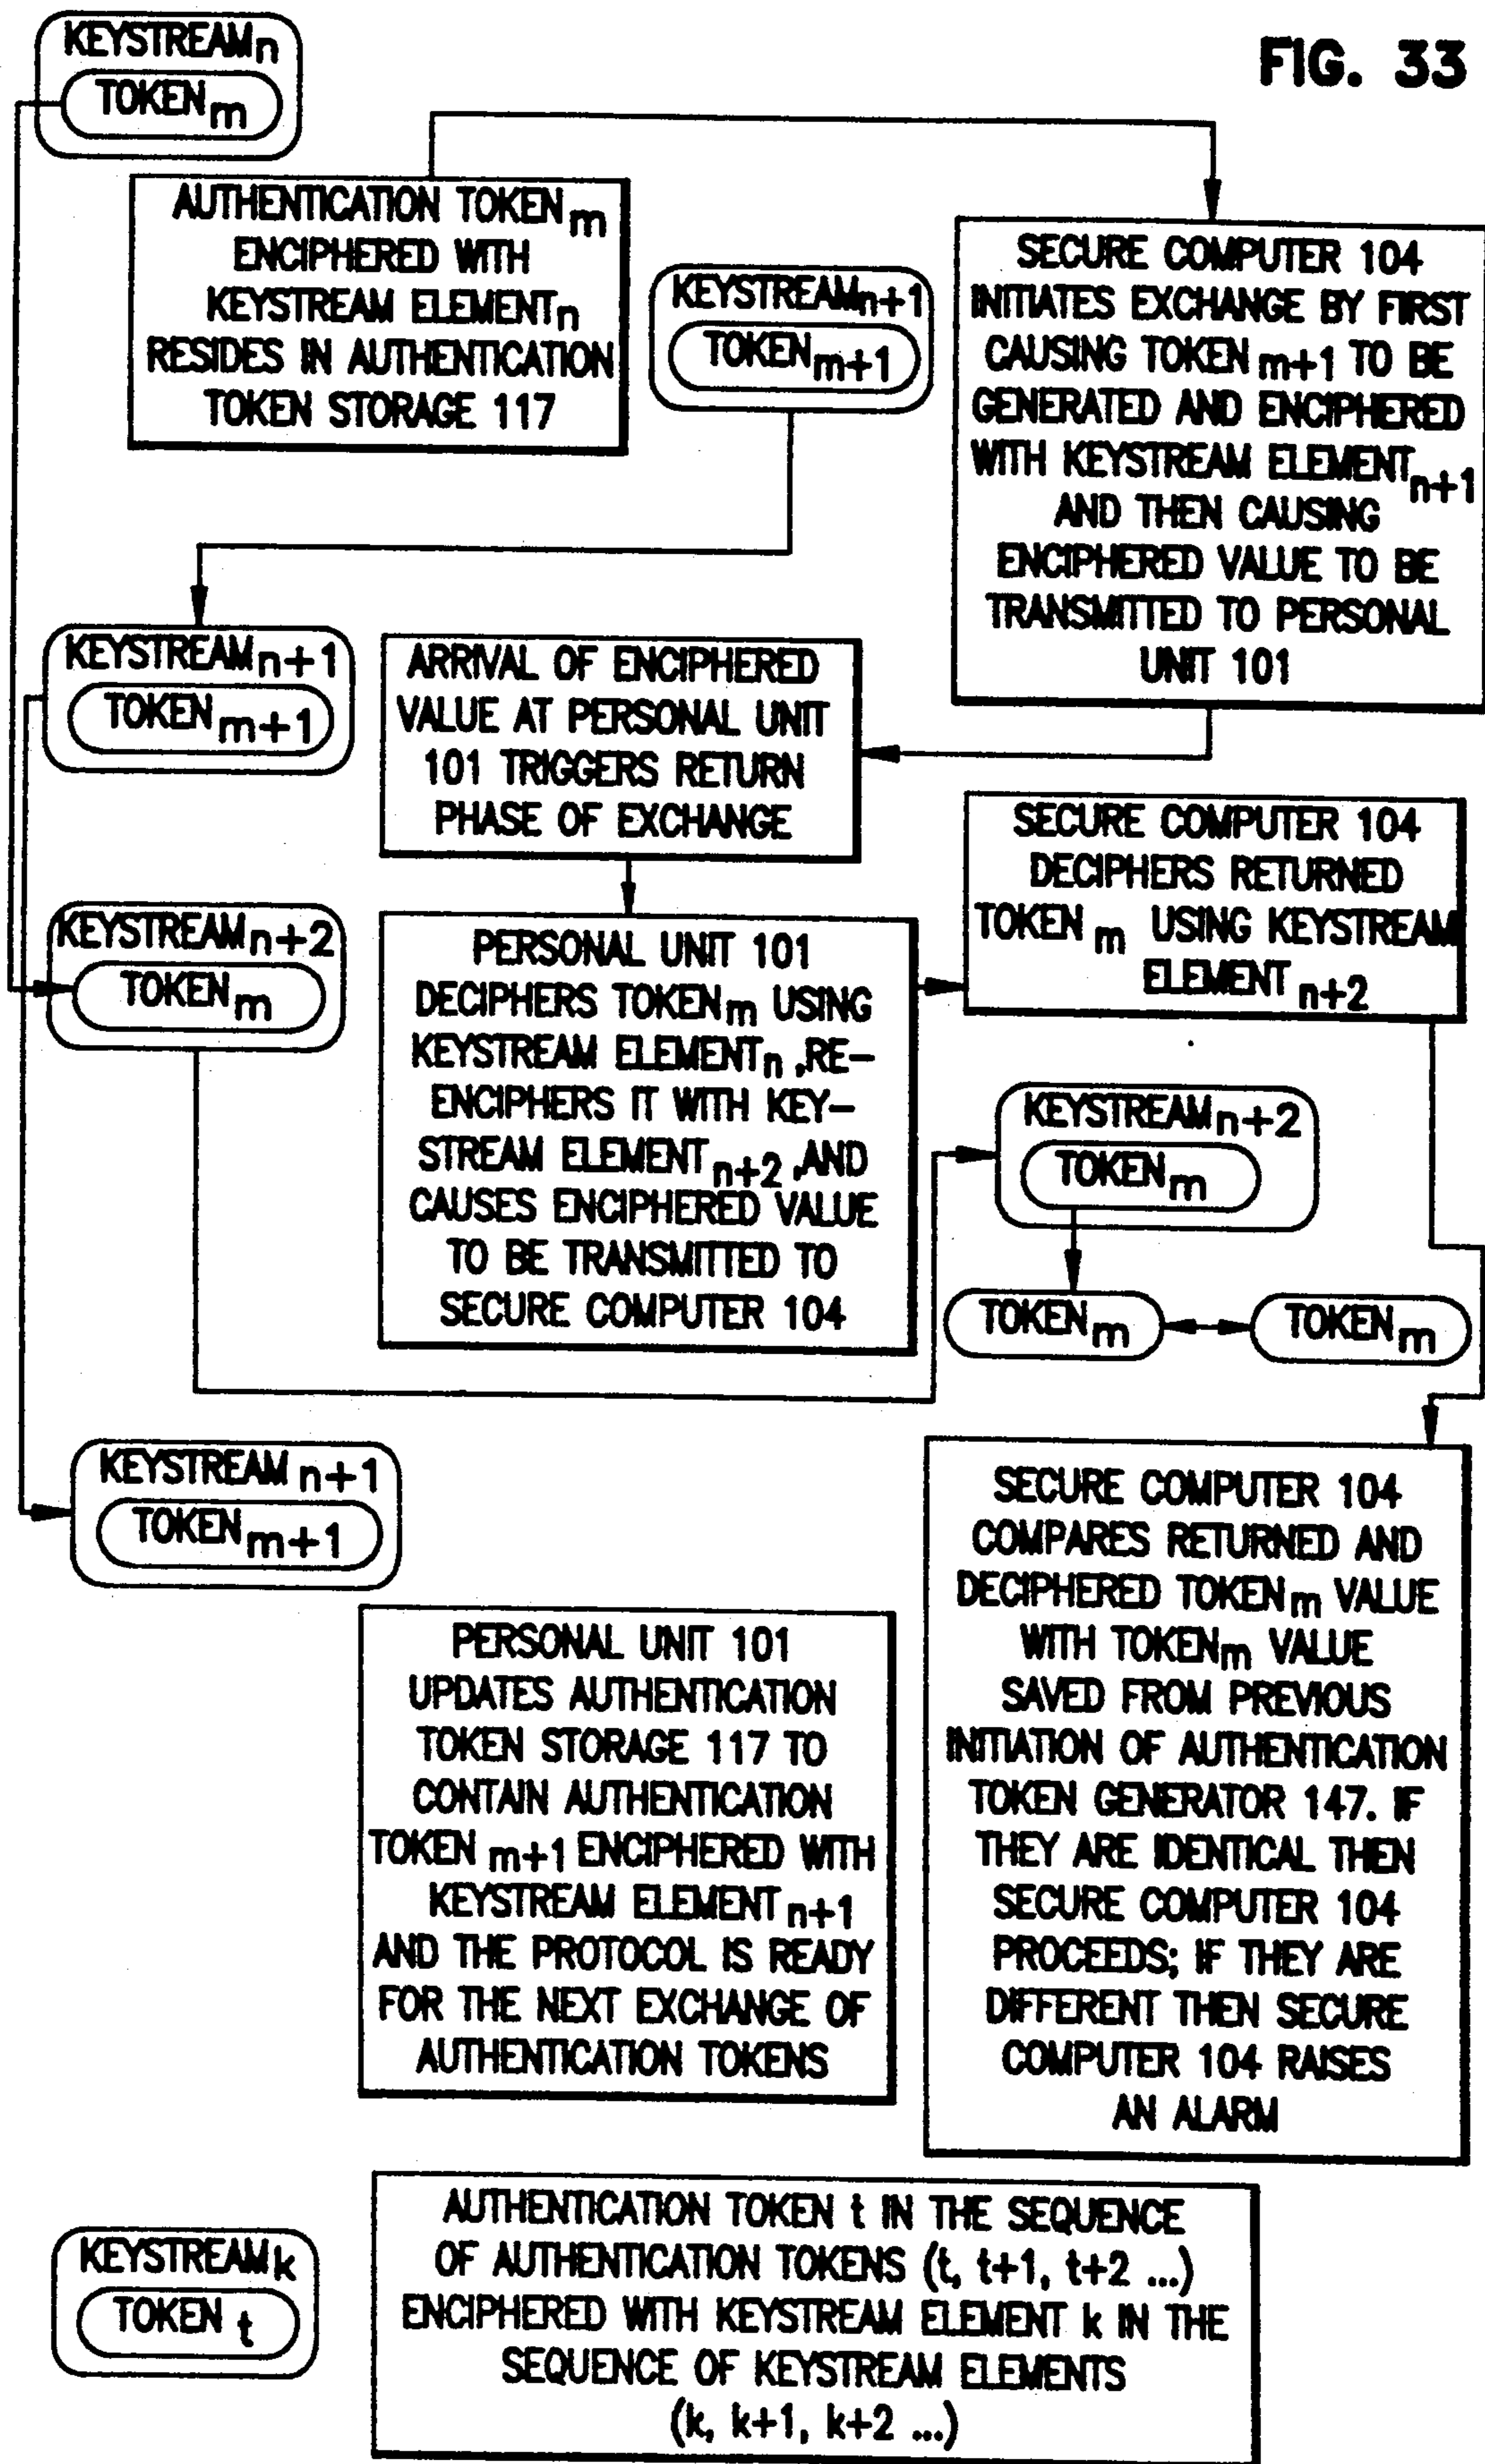 FIG. 33
KEYSTREAMn
TOKENm
AUTHENTICATION TOKENm
ENCIPHERED WITH
KEYSTREAM ELEMENTn
RESIDES IN AUTHENTICATION
TOKEN STORAGE 117
KEYSTREAMn+1
TOKENm+1
SECURE COMPUTER 104
INITIATES EXCHANGE BY FIRST
CAUSING TOKEN m+1 TO BE
GENERATED AND ENCIPHERED
WITH KEYSTREAM ELEMENTn+1
AND THEN CAUSING
ENCIPHERED VALUE TO BE
TRANSMITTED TO PERSONAL
UNIT 101
KEYSTREAMn+1
TOKENm+1
ARRIVAL OF ENCIPHERED
VALUE AT PERSONAL UNIT
101 TRIGGERS RETURN
PHASE OF EXCHANGE
SECURE COMPUTER 104
DECIPHERS RETURNED
TOKEN m USING KEYSTREAM
ELEMENT n+2
KEYSTREAMn+2
TOKENm
PERSONAL UNIT 101
DECIPHERS TOKENm USING
KEYSTREAM ELEMENTn ,RE-
ENCIPHERS IT WITH KEY-
STREAM ELEMENTn+2 ,AND
CAUSES ENCIPHERED VALUE
TO BE TRANSMITTED TO
SECURE COMPUTER 104
KEYSTREAMn+2
TOKENm
TOKENm
TOKENm
KEYSTREAM n+1
TOKENm+1
SECURE COMPUTER 104
COMPARES RETURNED AND
DECIPHERED TOKENm VALUE
WITH TOKENm VALUE
SAVED FROM PREVIOUS
INITIATION OF AUTHENTICATION
TOKEN GENERATOR 147. IF
THEY ARE IDENTICAL THEN
SECURE COMPUTER 104
PROCEEDS; IF THEY ARE
DIFFERENT THEN SECURE
COMPUTER 104 RAISES
AN ALARM
PERSONAL UNIT 101
UPDATES AUTHENTICATION
TOKEN STORAGE 117 TO
CONTAIN AUTHENTICATION
TOKEN m+1 ENCIPHERED WITH
KEYSTREAM ELEMENTn+1
AND THE PROTOCOL IS READY
FOR THE NEXT EXCHANGE OF
AUTHENTICATION TOKENS
KEYSTREAMk
TOKEN t
AUTHENTICATION TOKEN t IN THE SEQUENCE
OF AUTHENTICATION TOKENS (t, t+1, t+2 ...)
ENCIPHERED WITH KEYSTREAM ELEMENT k IN THE
SEQUENCE OF KEYSTREAM ELEMENTS
(k, k+1, k+2 ...)